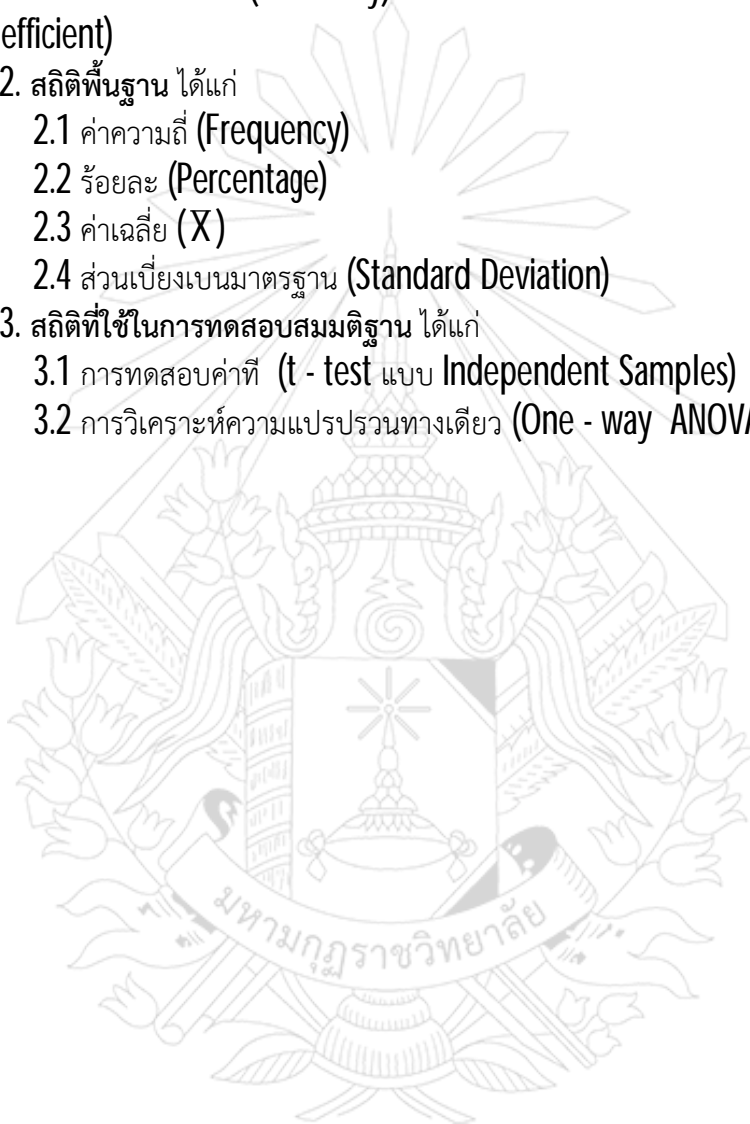 efficient)
2. สถิติพื้นฐาน ได้แก่
2.1 ค่าความถี่ (Frequency)
2.2 ร้อยละ (Percentage)
2.3 ค่าเฉลี่ย (X̅)
2.4 ส่วนเบี่ยงเบนมาตรฐาน (Standard Deviation)
3. สถิติที่ใช้ในการทดสอบสมมติฐาน ได้แก่
3.1 การทดสอบค่าที (t - test แบบ Independent Samples)
3.2 การวิเคราะห์ความแปรปรวนทางเดียว (One - way ANOVA
มหามกุฏราชวิทยาลัย